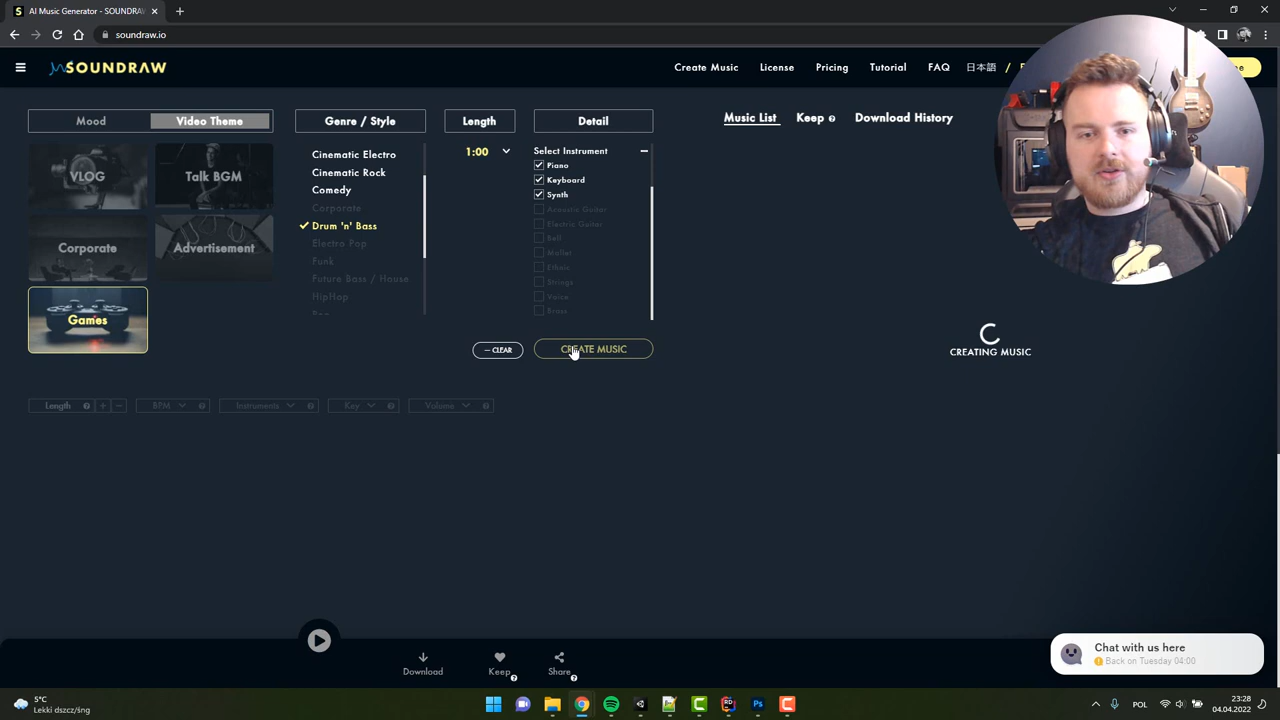 AI Music Generator - SOUNDRAW
soundraw.io
SOUNDRAW
Create Music
License
Pricing
Tutorial
FAQ
日本語 /
Mood
Video Theme
VLOG
Talk BGM
Corporate
Advertisement
Games
Genre / Style
Cinematic Electro
Cinematic Rock
Comedy
Corporate
Drum 'n' Bass
Electro Pop
Funk
Future Bass / House
HipHop
Length
1:00
Detail
Select Instrument
Piano
Keyboard
Synth
Acoustic Guitar
Electric Guitar
Bell
Mallet
Ethnic
Strings
Voice
Brass
— CLEAR
CREATE MUSIC
Music List
Keep ?
Download History
CREATING MUSIC
Length ? + −
BPM ?
Instruments ?
Key ?
Volume ?
Download
Keep ?
Share ?
Chat with us here
Back on Tuesday 04:00
5°C
Lekki dszcz/śng
POL
23:28
04.04.2022